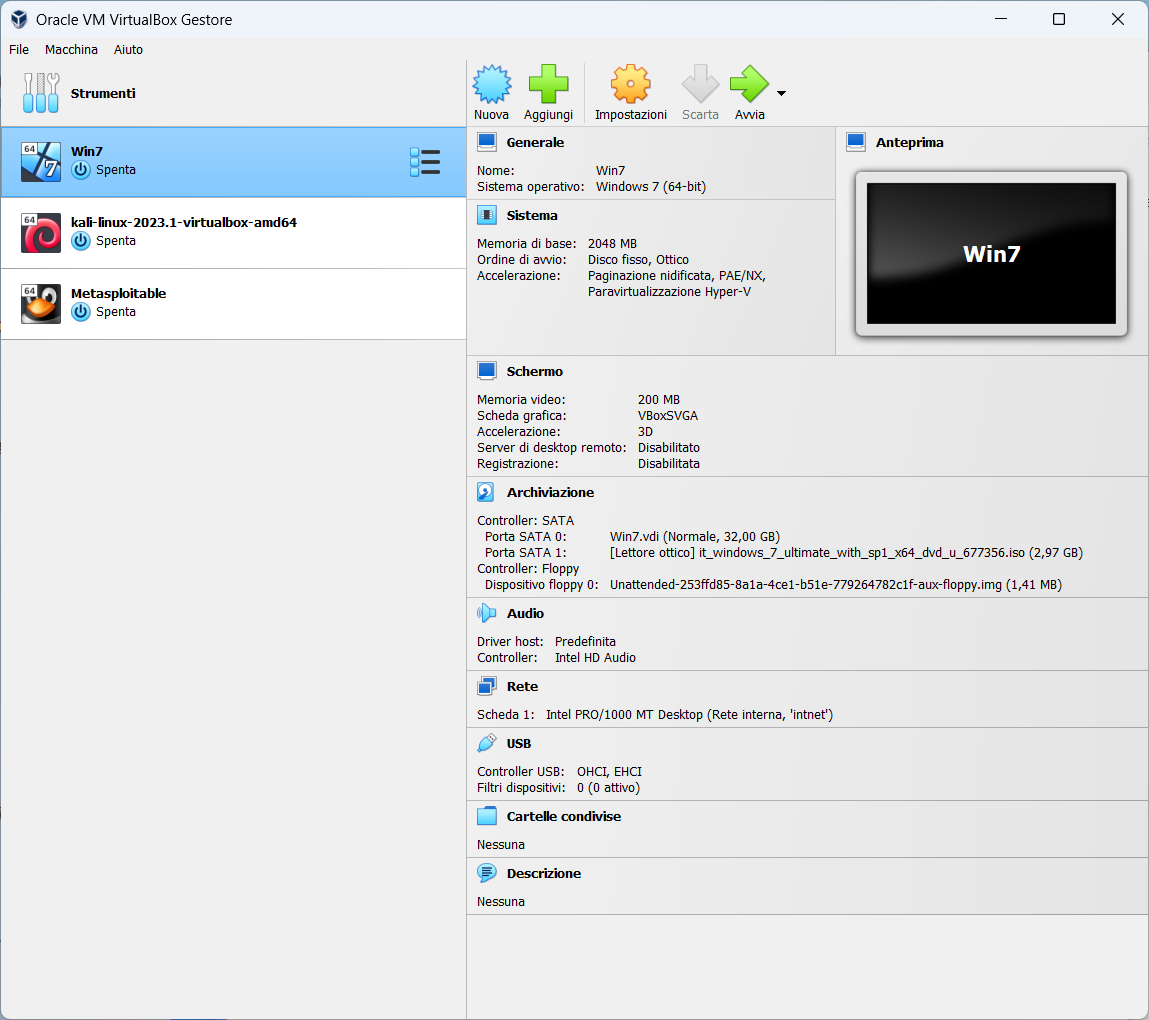 Oracle VM VirtualBox Gestore
File Macchina Aiuto
Strumenti
Nuova Aggiungi Impostazioni Scarta Avvia
64
Win7
Spenta
64
kali-linux-2023.1-virtualbox-amd64
Spenta
64
Metasploitable
Spenta
Generale
Nome: Win7
Sistema operativo: Windows 7 (64-bit)
Anteprima
Win7
Sistema
Memoria di base: 2048 MB
Ordine di avvio: Disco fisso, Ottico
Accelerazione: Paginazione nidificata, PAE/NX,
Paravirtualizzazione Hyper-V
Schermo
Memoria video: 200 MB
Scheda grafica: VBoxSVGA
Accelerazione: 3D
Server di desktop remoto: Disabilitato
Registrazione: Disabilitata
Archiviazione
Controller: SATA
Porta SATA 0: Win7.vdi (Normale, 32,00 GB)
Porta SATA 1: [Lettore ottico] it_windows_7_ultimate_with_sp1_x64_dvd_u_677356.iso (2,97 GB)
Controller: Floppy
Dispositivo floppy 0: Unattended-253ffd85-8a1a-4ce1-b51e-779264782c1f-aux-floppy.img (1,41 MB)
Audio
Driver host: Predefinita
Controller: Intel HD Audio
Rete
Scheda 1: Intel PRO/1000 MT Desktop (Rete interna, 'intnet')
USB
Controller USB: OHCI, EHCI
Filtri dispositivi: 0 (0 attivo)
Cartelle condivise
Nessuna
Descrizione
Nessuna